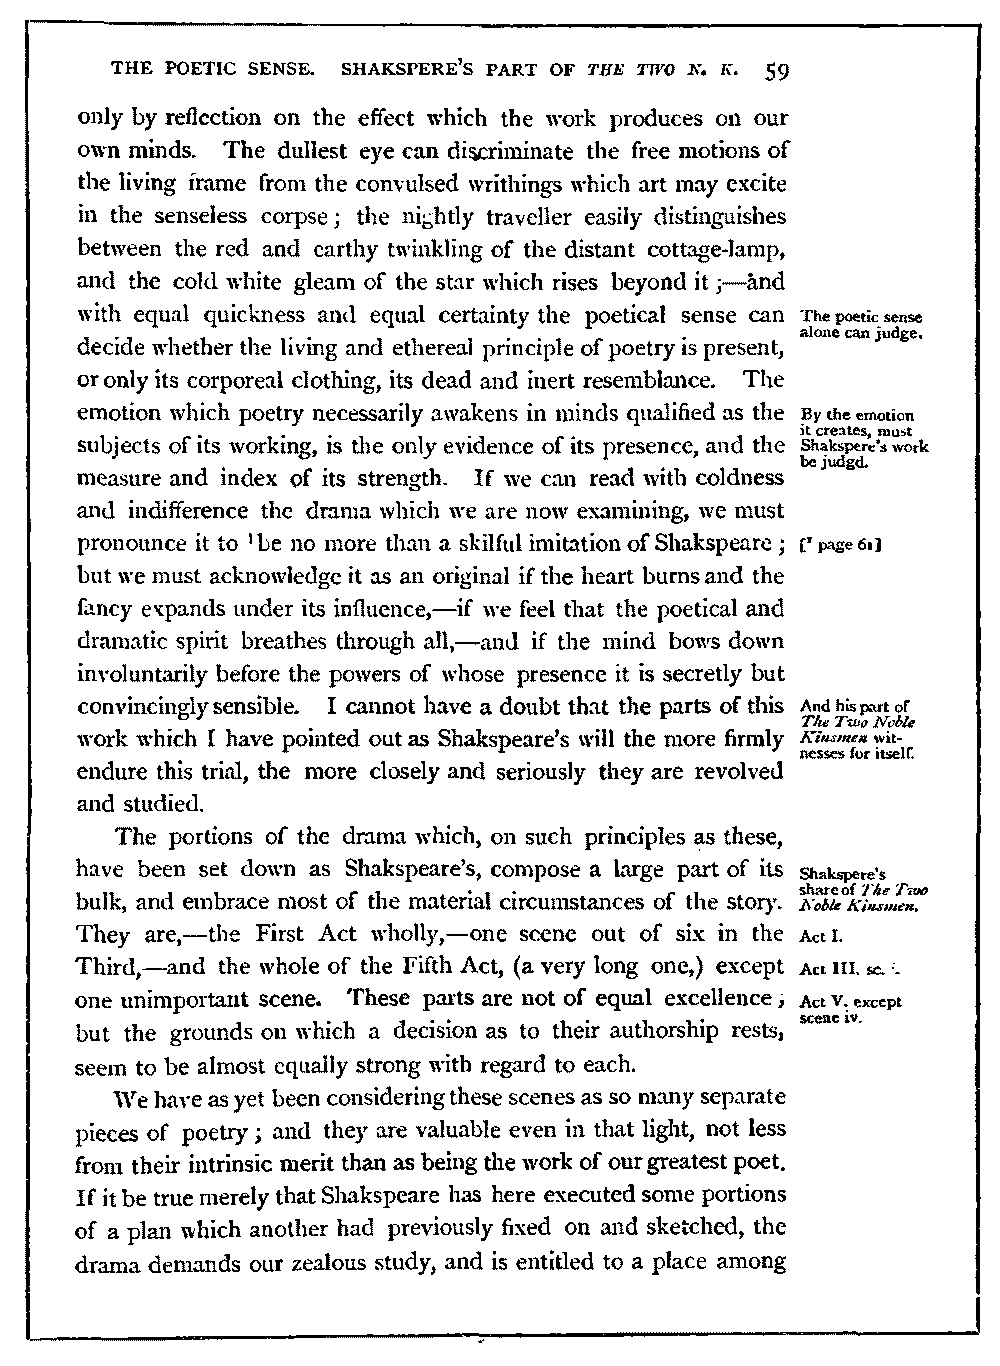 THE POETIC SENSE. SHAKSPERE'S PART OF THE TWO N. K. 59
only by reflection on the effect which the work produces on our
own minds. The dullest eye can discriminate the free motions of
the living frame from the convulsed writhings which art may excite
in the senseless corpse; the nightly traveller easily distinguishes
between the red and earthy twinkling of the distant cottage-lamp,
and the cold white gleam of the star which rises beyond it;—and
with equal quickness and equal certainty the poetical sense can
The poetic sense
alone can judge.
decide whether the living and ethereal principle of poetry is present,
or only its corporeal clothing, its dead and inert resemblance. The
emotion which poetry necessarily awakens in minds qualified as the
By the emotion
it creates, must
Shakspere's work
be judgd.
subjects of its working, is the only evidence of its presence, and the
measure and index of its strength. If we can read with coldness
and indifference the drama which we are now examining, we must
pronounce it to ¹be no more than a skilful imitation of Shakspeare;
[¹ page 61]
but we must acknowledge it as an original if the heart burns and the
fancy expands under its influence,—if we feel that the poetical and
dramatic spirit breathes through all,—and if the mind bows down
involuntarily before the powers of whose presence it is secretly but
convincingly sensible. I cannot have a doubt that the parts of this
And his part of
The Two Noble
Kinsmen wit-
nesses for itself.
work which I have pointed out as Shakspeare's will the more firmly
endure this trial, the more closely and seriously they are revolved
and studied.
The portions of the drama which, on such principles as these,
have been set down as Shakspeare's, compose a large part of its
Shakspere's
share of The Two
Noble Kinsmen.
bulk, and embrace most of the material circumstances of the story.
They are,—the First Act wholly,—one scene out of six in the
Act I.
Third,—and the whole of the Fifth Act, (a very long one,) except
Act III. sc.
one unimportant scene. These parts are not of equal excellence;
Act V. except
scene iv.
but the grounds on which a decision as to their authorship rests,
seem to be almost equally strong with regard to each.
We have as yet been considering these scenes as so many separate
pieces of poetry; and they are valuable even in that light, not less
from their intrinsic merit than as being the work of our greatest poet.
If it be true merely that Shakspeare has here executed some portions
of a plan which another had previously fixed on and sketched, the
drama demands our zealous study, and is entitled to a place among